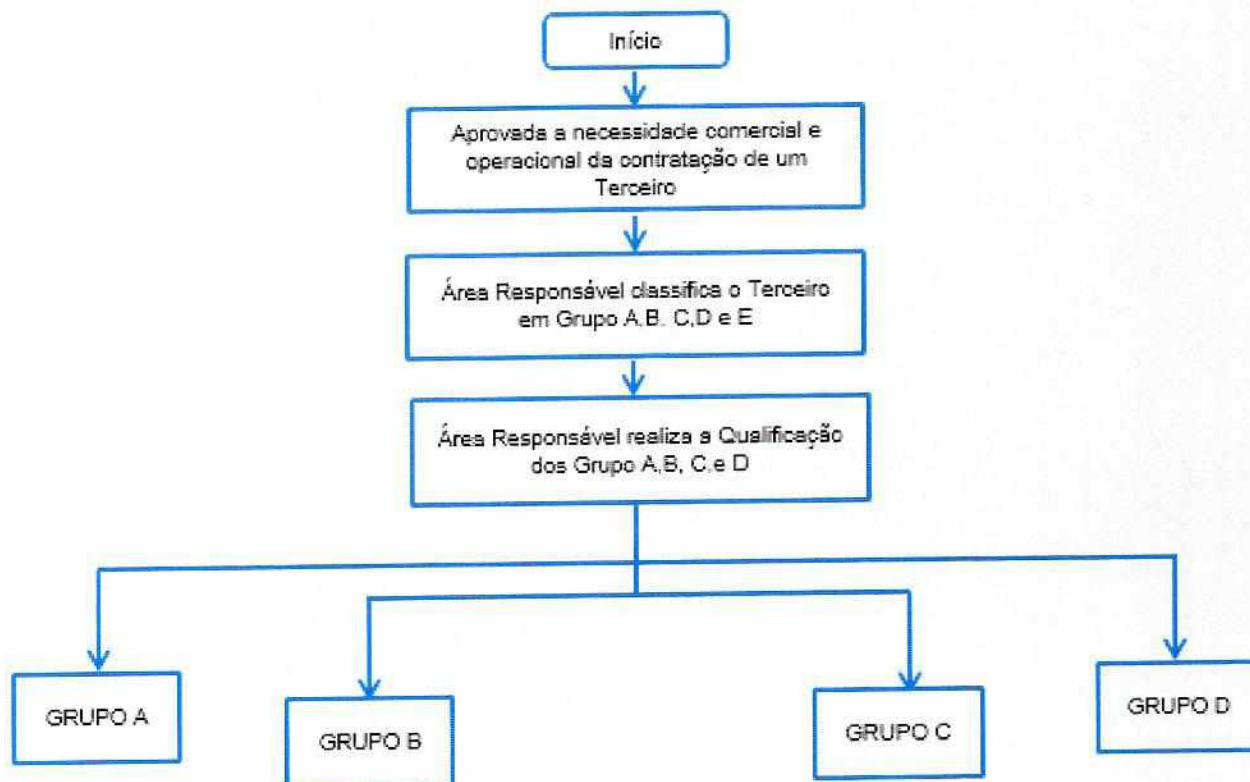 Início
Aprovada a necessidade comercial e
operacional da contratação de um
Terceiro
Área Responsável classifica o Terceiro
em Grupo A,B. C,D e E
Área Responsável realiza a Qualificação
dos Grupo A,B, C.e D
GRUPO A
GRUPO B
GRUPO C
GRUPO D